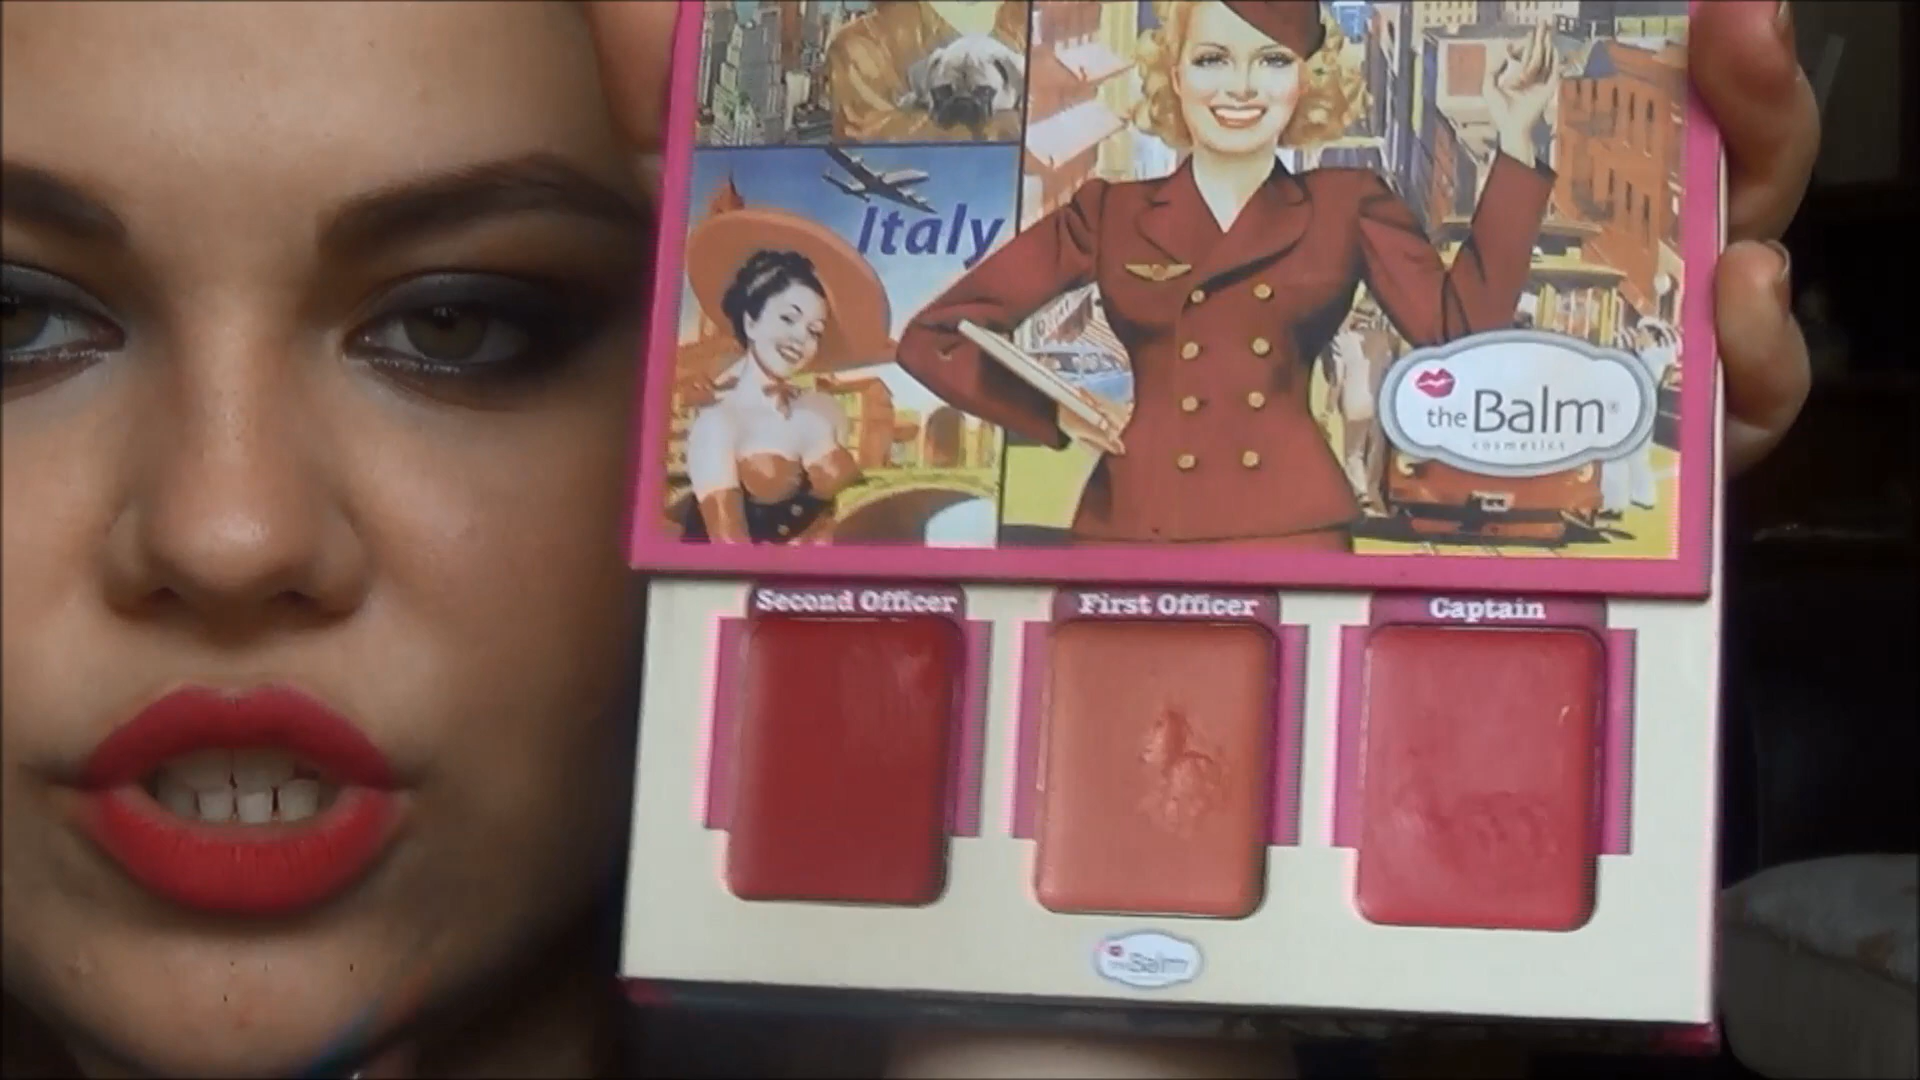 Italy
the Balm®
cosmetics
Second Officer
First Officer
Captain
the Balm